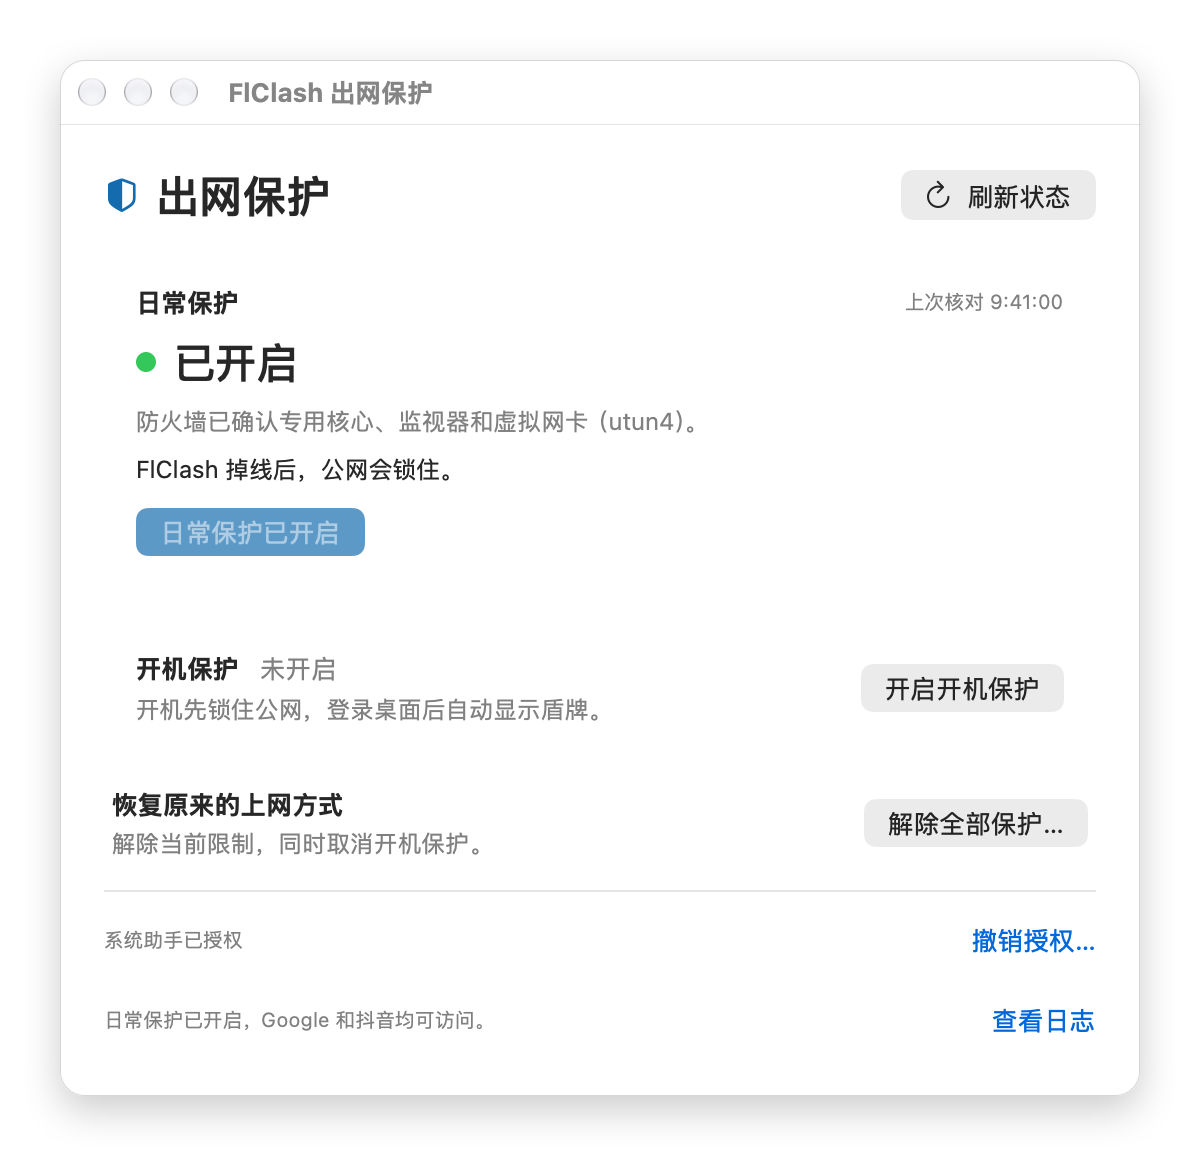 FlClash 出网保护
出网保护
刷新状态
日常保护
上次核对 9:41:00
已开启
防火墙已确认专用核心、监视器和虚拟网卡（utun4）。
FlClash 掉线后，公网会锁住。
日常保护已开启
开机保护 未开启
开机先锁住公网，登录桌面后自动显示盾牌。
开启开机保护
恢复原来的上网方式
解除当前限制，同时取消开机保护。
解除全部保护...
系统助手已授权
撤销授权...
日常保护已开启，Google 和抖音均可访问。
查看日志